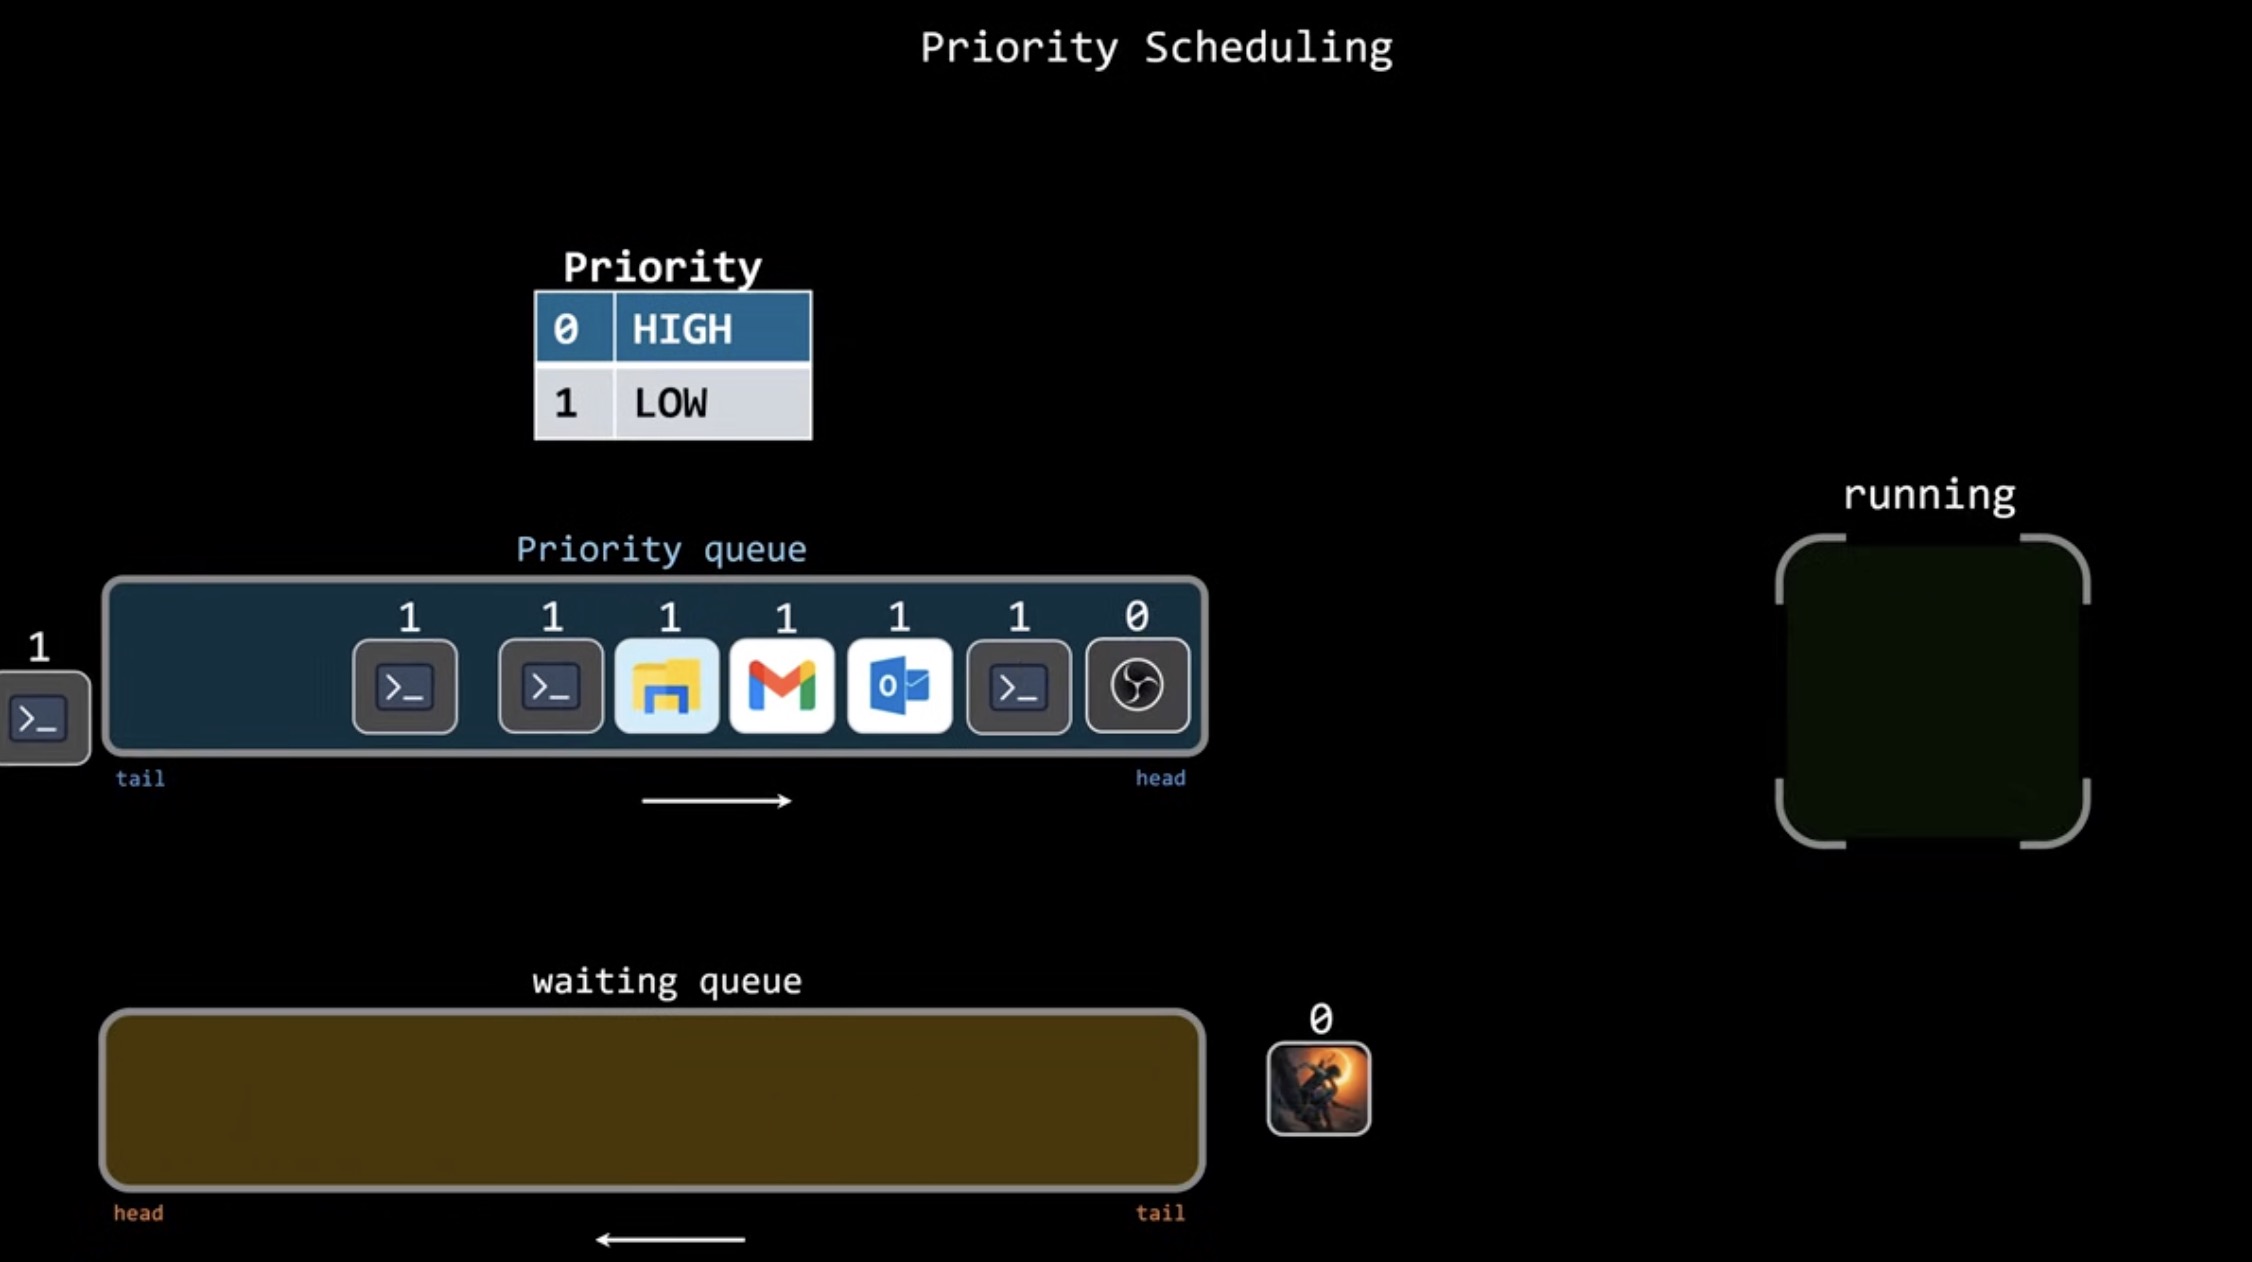 Priority Scheduling
Priority
0 HIGH
1 LOW
running
Priority queue
1 1 1 1 1 1 0
1
tail head
waiting queue
0
head tail